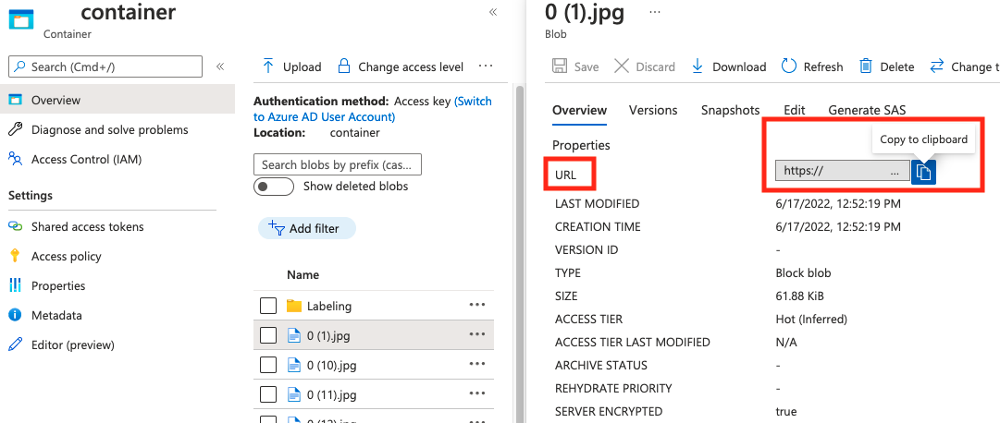 container
Container
Search (Cmd+/)
«
Overview
Diagnose and solve problems
Access Control (IAM)
Settings
Shared access tokens
Access policy
Properties
Metadata
Editor (preview)
«
Upload
Change access level
...
Authentication method: Access key (Switch
to Azure AD User Account)
Location: container
Search blobs by prefix (cas...
Show deleted blobs
Add filter
Name
Labeling ...
0 (1).jpg ...
0 (10).jpg ...
0 (11).jpg ...
0 (12).jpg
0 (1).jpg ...
Blob
Save
Discard
Download
Refresh
Delete
Change t
Overview
Versions
Snapshots
Edit
Generate SAS
Copy to clipboard
Properties
URL https:// ...
LAST MODIFIED 6/17/2022, 12:52:19 PM
CREATION TIME 6/17/2022, 12:52:19 PM
VERSION ID -
TYPE Block blob
SIZE 61.88 KiB
ACCESS TIER Hot (Inferred)
ACCESS TIER LAST MODIFIED N/A
ARCHIVE STATUS -
REHYDRATE PRIORITY -
SERVER ENCRYPTED true